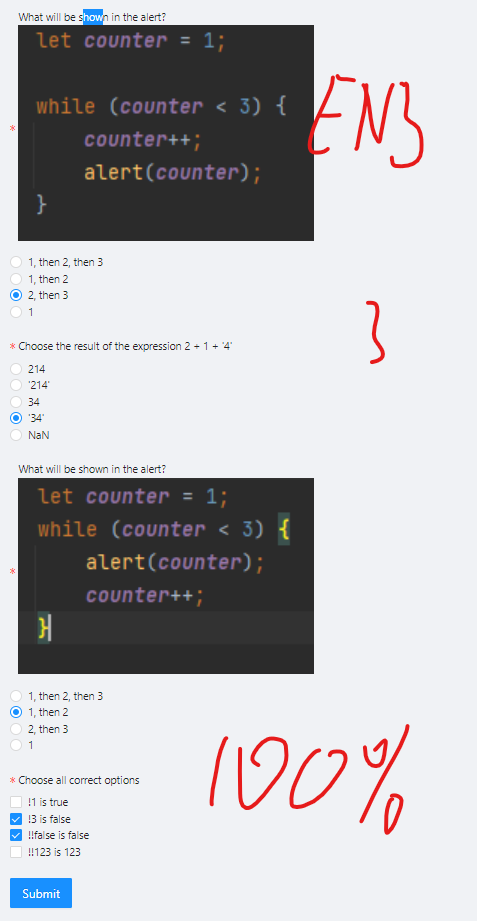 What will be shown in the alert?
let counter = 1;
while (counter < 3) {
counter++;
alert(counter);
}
*
1, then 2, then 3
1, then 2
2, then 3
1
* Choose the result of the expression 2 + 1 + '4'
214
'214'
34
'34'
NaN
3
What will be shown in the alert?
let counter = 1;
while (counter < 3) {
alert(counter);
counter++;
}
*
1, then 2, then 3
1, then 2
2, then 3
1
100%
* Choose all correct options
!1 is true
!3 is false
!!false is false
!!123 is 123
Submit